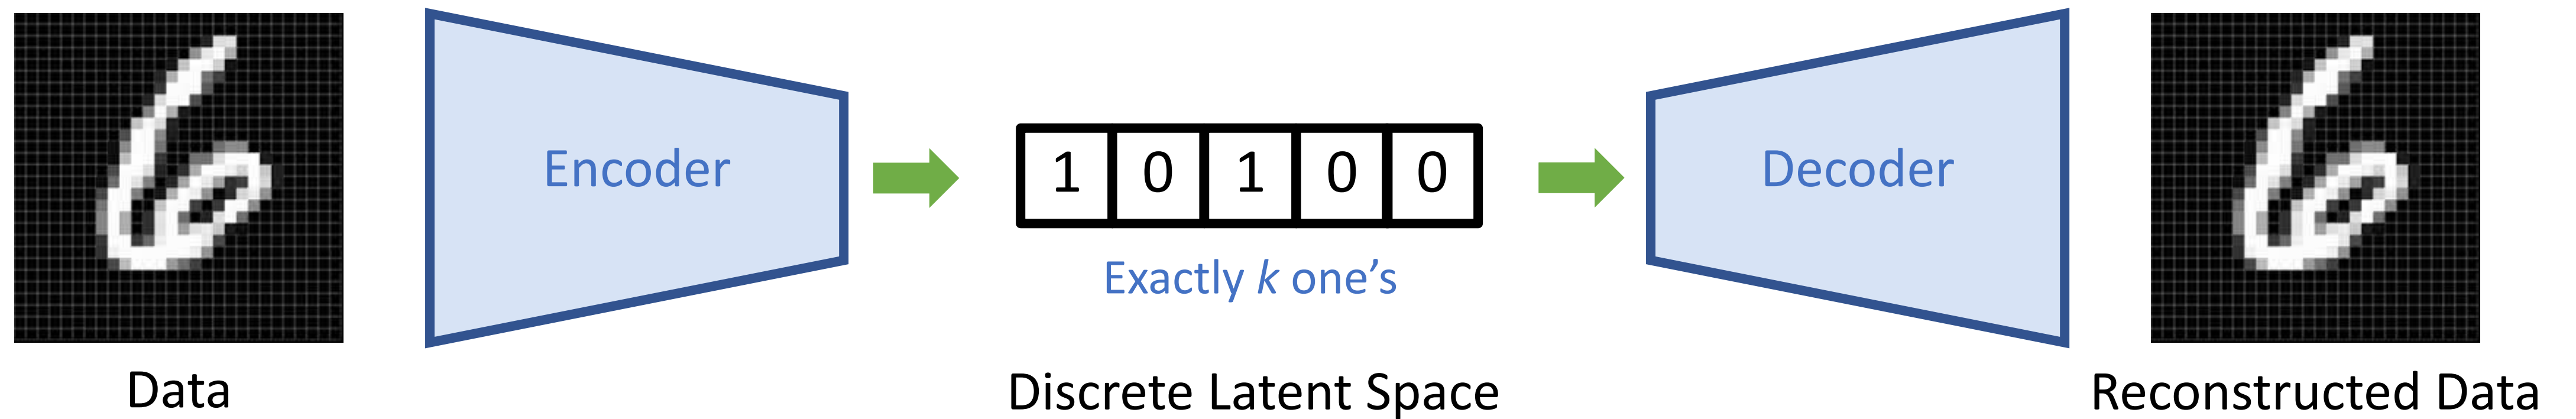 Encoder
1 0 1 0 0
Decoder
Exactly k one's
Data
Discrete Latent Space
Reconstructed Data